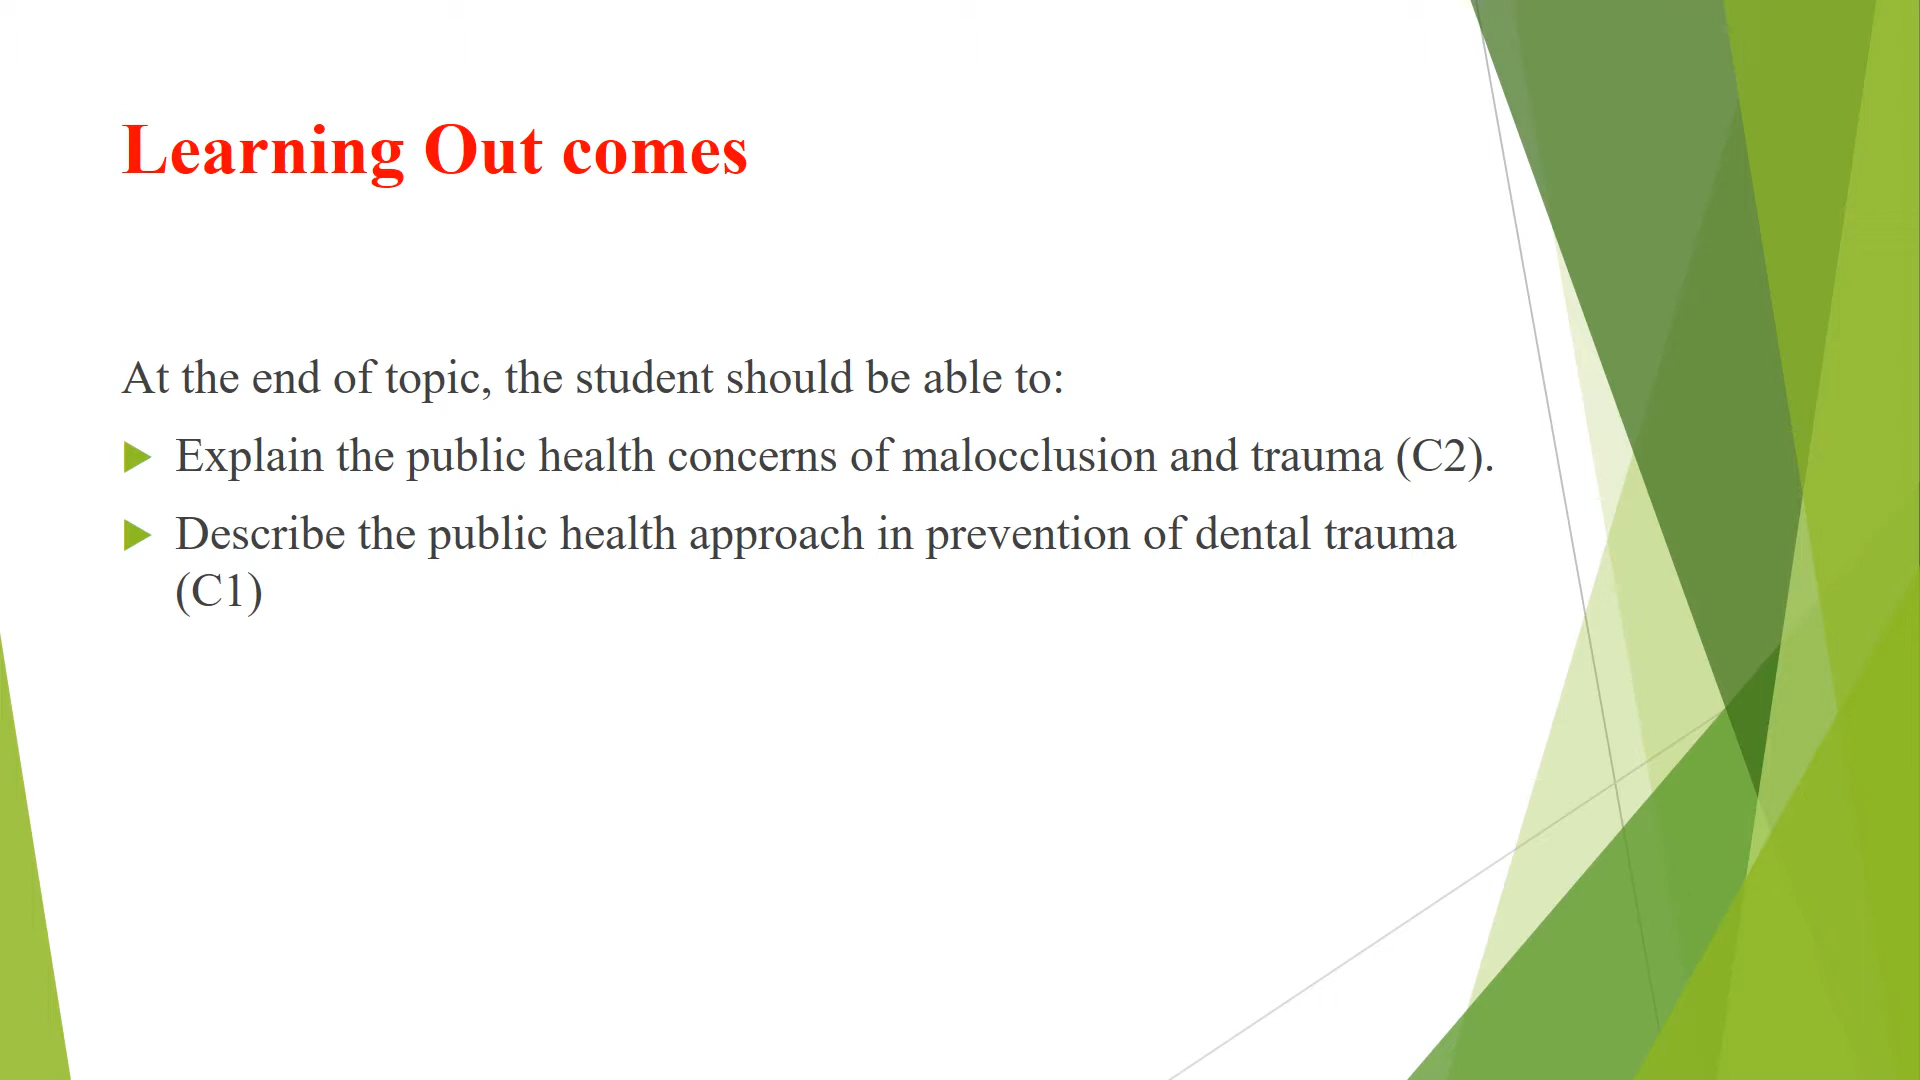 Learning Out comes
At the end of topic, the student should be able to:
Explain the public health concerns of malocclusion and trauma (C2).
Describe the public health approach in prevention of dental trauma
(C1)